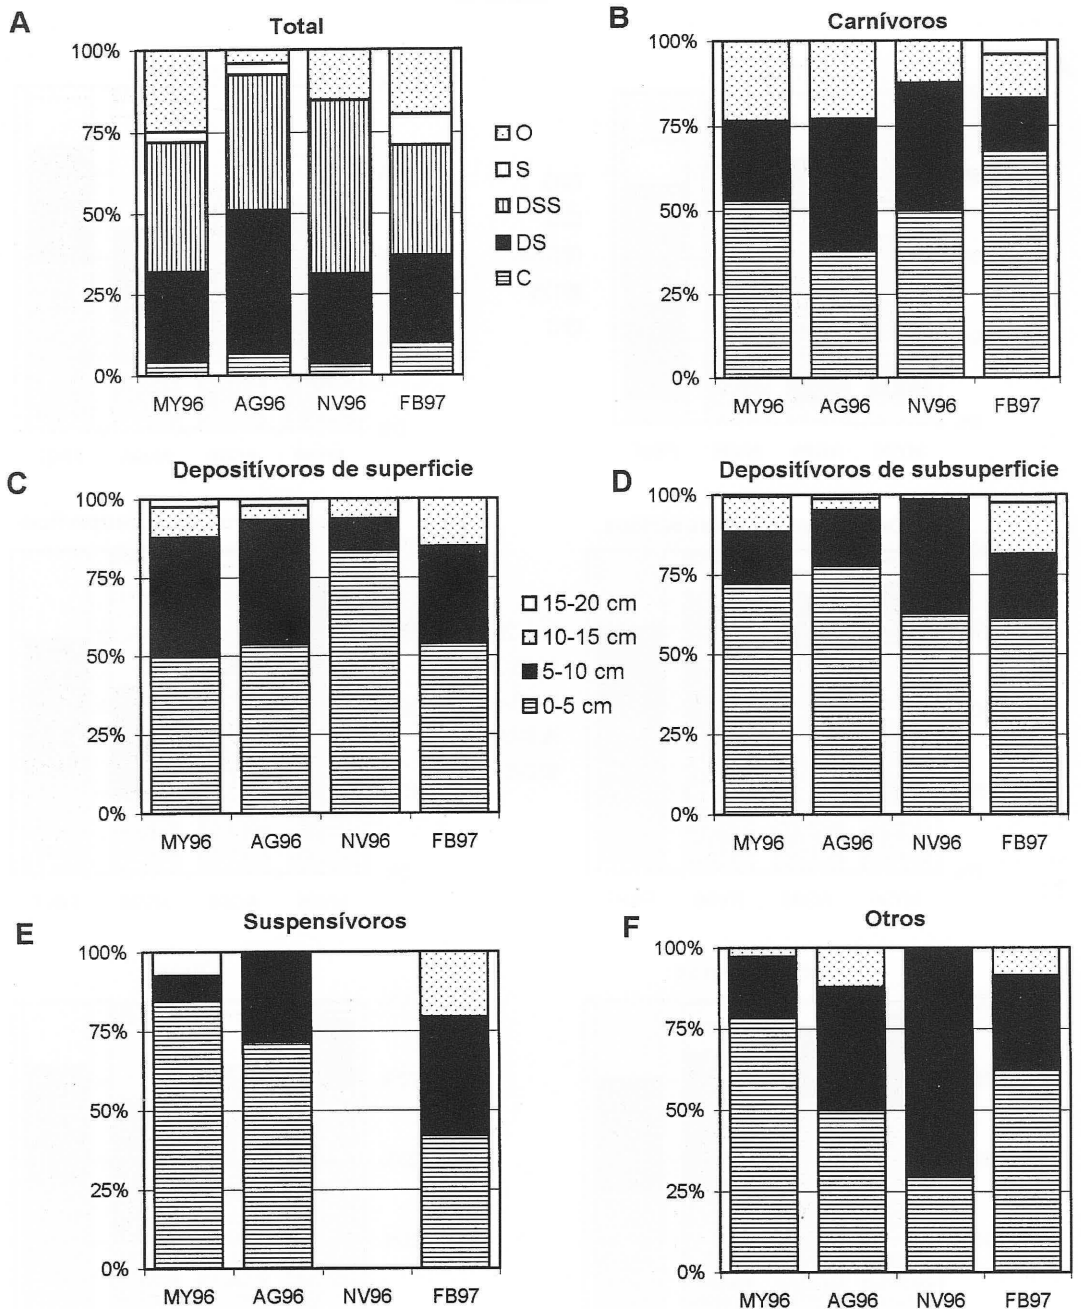 A
Total
100%
75%
50%
25%
0%
MY96 AG96 NV96 FB97
O
S
DSS
DS
C
B
Carnívoros
100%
75%
50%
25%
0%
MY96 AG96 NV96 FB97
C
Depositívoros de superficie
100%
75%
50%
25%
0%
MY96 AG96 NV96 FB97
15-20 cm
10-15 cm
5-10 cm
0-5 cm
D
Depositívoros de subsuperficie
100%
75%
50%
25%
0%
MY96 AG96 NV96 FB97
E
Suspensívoros
100%
75%
50%
25%
0%
MY96 AG96 NV96 FB97
F
Otros
100%
75%
50%
25%
0%
MY96 AG96 NV96 FB97